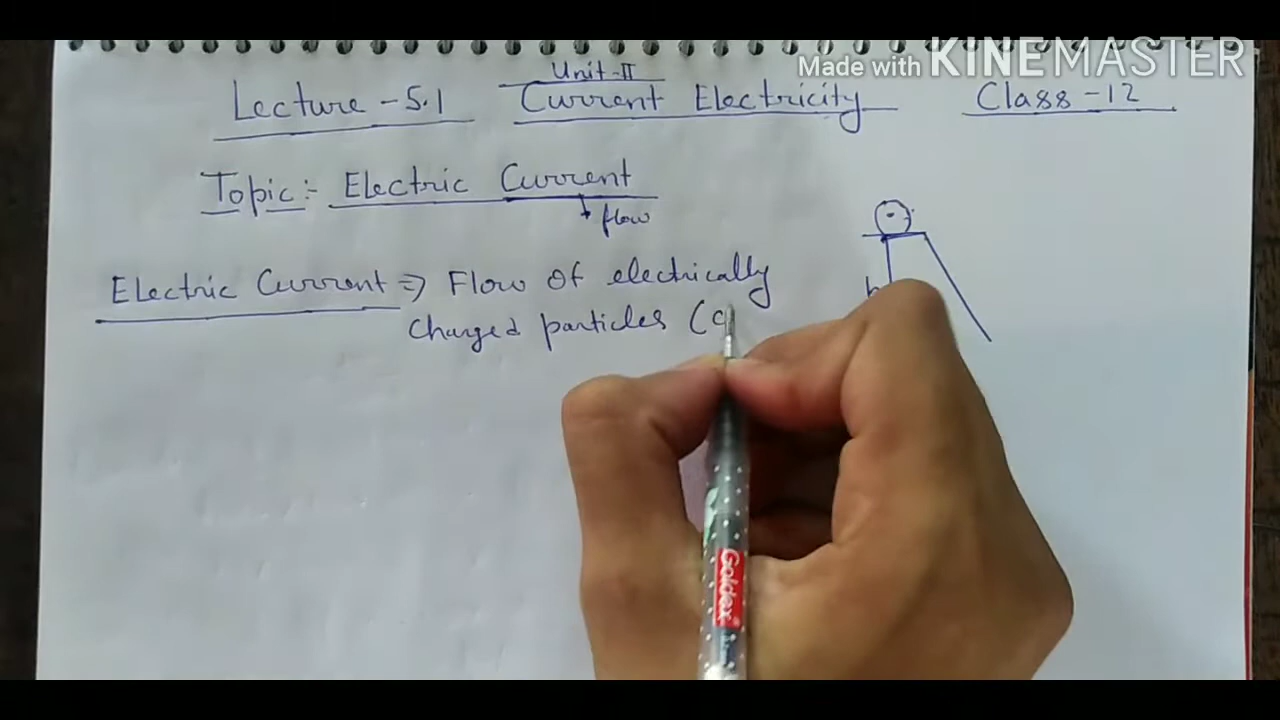 Made with KINEMASTER
Unit-II
Lecture - 5.1 Current Electricity Class - 12
Topic :- Electric Current
↓ flow
Electric Current ⇒ Flow of electrically
charged particles (
h
Goldex